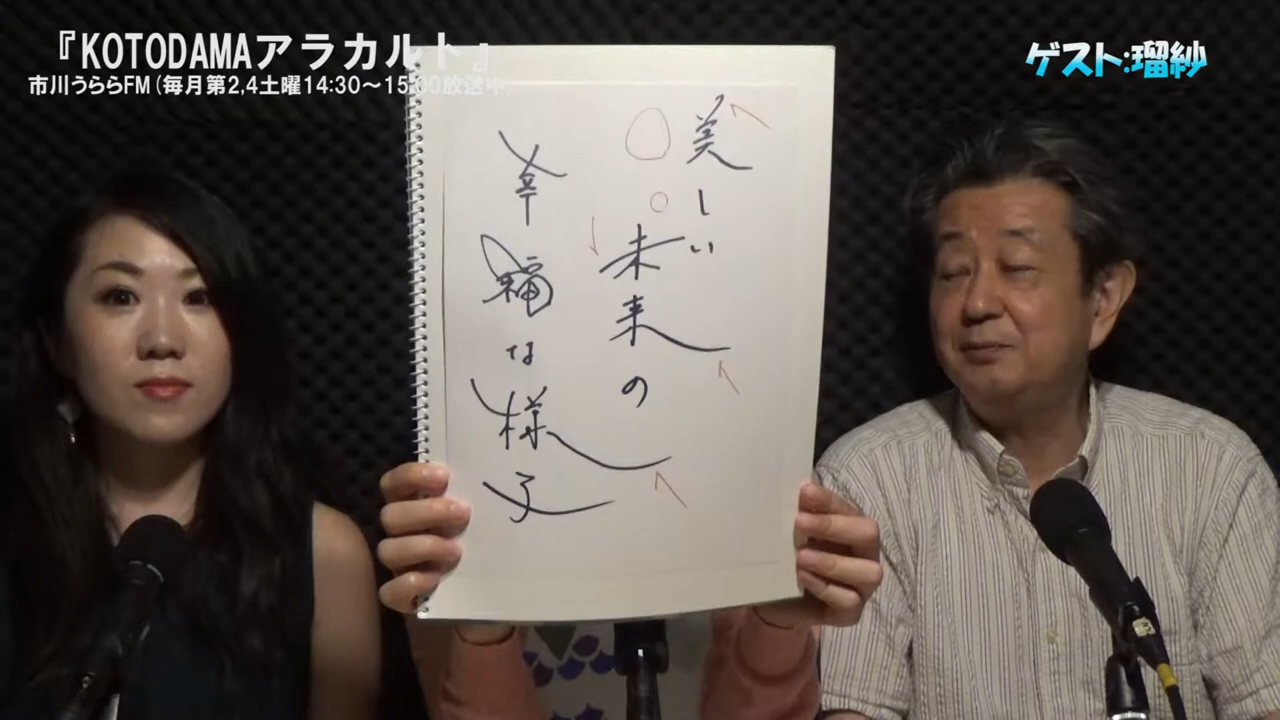 『KOTODAMAアラカルト』
市川うららFM(毎月第2,4土曜14:30～15:00放送中)
ゲスト:瑠紗
美しい
未来の
幸福な様子